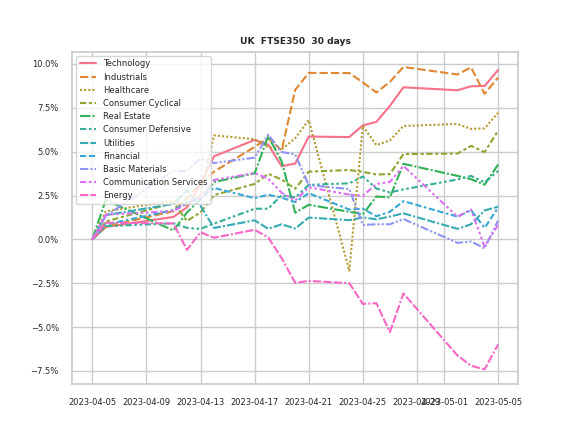 UK  FTSE350  30 days
10.0%
7.5%
5.0%
2.5%
0.0%
−2.5%
−5.0%
−7.5%
Technology
Industrials
Healthcare
Consumer Cyclical
Real Estate
Consumer Defensive
Utilities
Financial
Basic Materials
Communication Services
Energy
2023-04-05 2023-04-09 2023-04-13 2023-04-17 2023-04-21 2023-04-25 2023-04-29 2023-05-01 2023-05-05